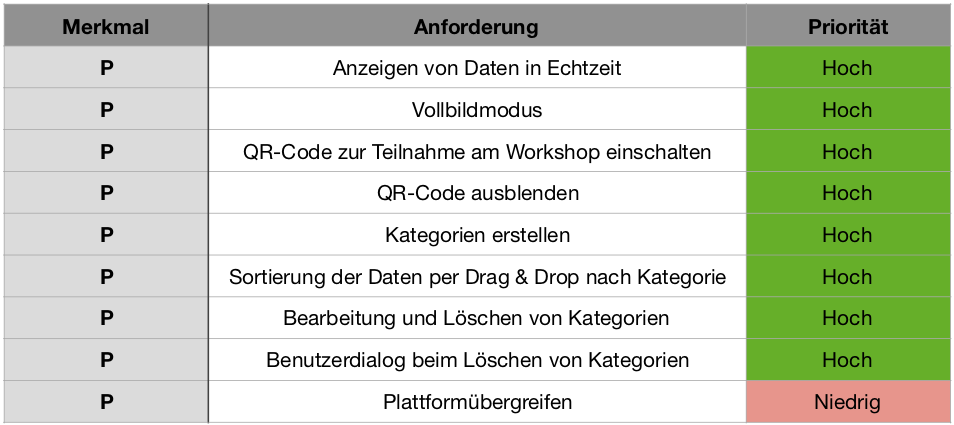 Merkmal Anforderung Priorität
P Anzeigen von Daten in Echtzeit Hoch
P Vollbildmodus Hoch
P QR-Code zur Teilnahme am Workshop einschalten Hoch
P QR-Code ausblenden Hoch
P Kategorien erstellen Hoch
P Sortierung der Daten per Drag & Drop nach Kategorie Hoch
P Bearbeitung und Löschen von Kategorien Hoch
P Benutzerdialog beim Löschen von Kategorien Hoch
P Plattformübergreifen Niedrig